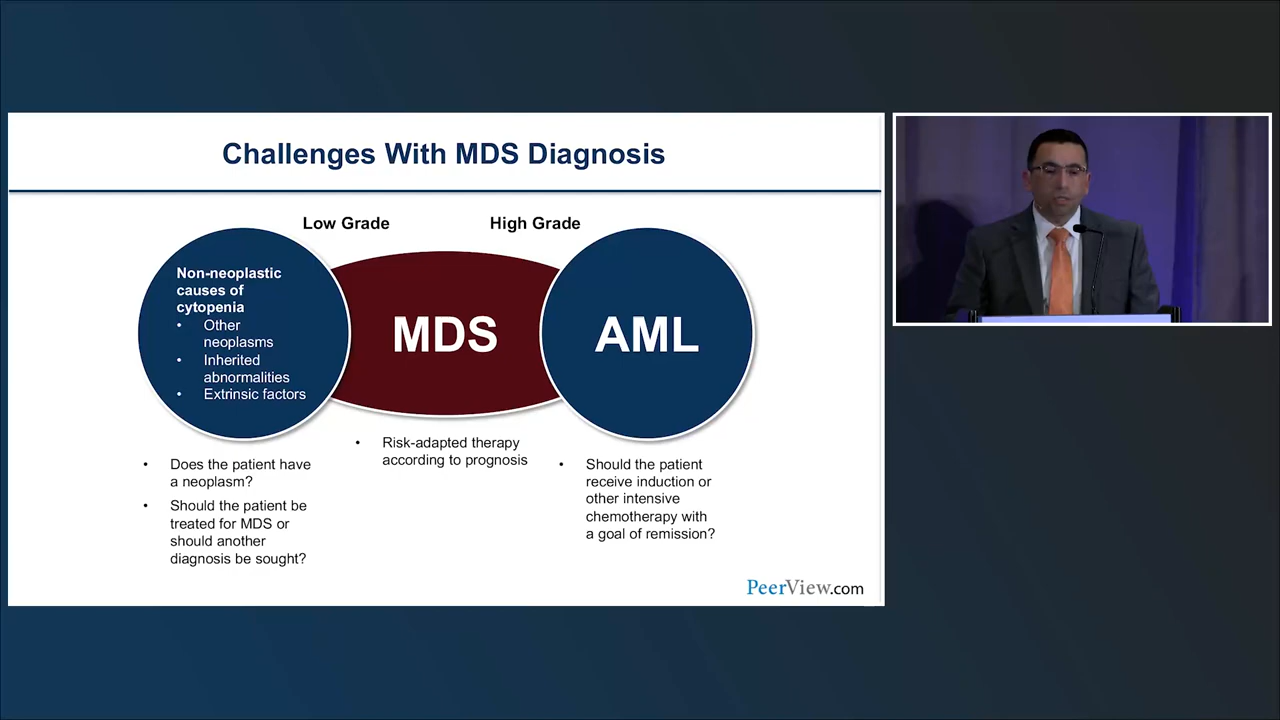 Challenges With MDS Diagnosis
Low Grade
High Grade
Non-neoplastic
causes of
cytopenia
• Other
neoplasms
• Inherited
abnormalities
• Extrinsic factors
MDS
AML
• Does the patient have
a neoplasm?
• Should the patient be
treated for MDS or
should another
diagnosis be sought?
• Risk-adapted therapy
according to prognosis
• Should the patient
receive induction or
other intensive
chemotherapy with
a goal of remission?
PeerView.com